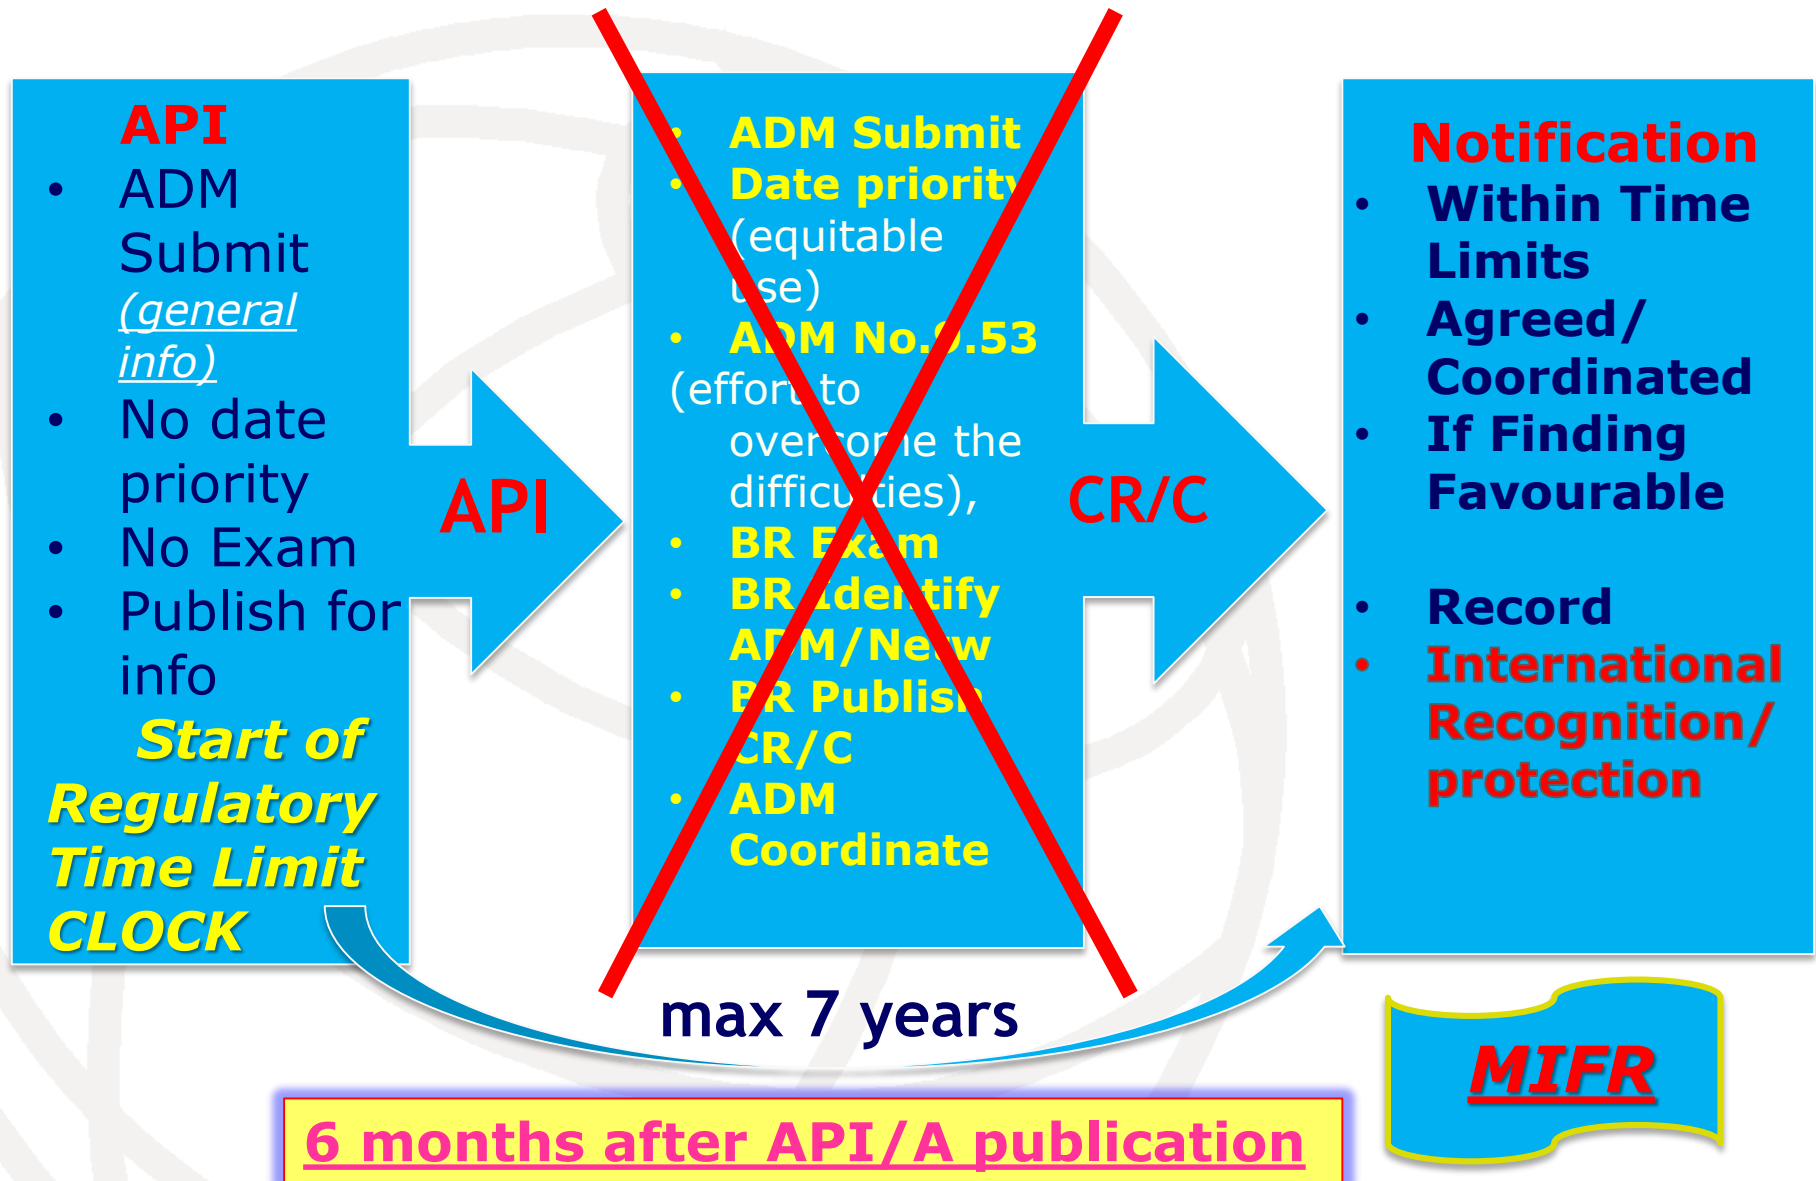 API
• ADM
Submit
(general
info)
• No date
priority
• No Exam
• Publish for
info
Start of
Regulatory
Time Limit
CLOCK
API
• ADM Submit
• Date priority
(equitable
use)
• ADM No.9.53
(effort to
overcome the
difficulties),
• BR Exam
• BR Identify
ADM/Netw
• BR Publish
CR/C
• ADM
Coordinate
CR/C
Notification
• Within Time
Limits
• Agreed/
Coordinated
• If Finding
Favourable
• Record
• International
Recognition/
protection
max 7 years
MIFR
6 months after API/A publication